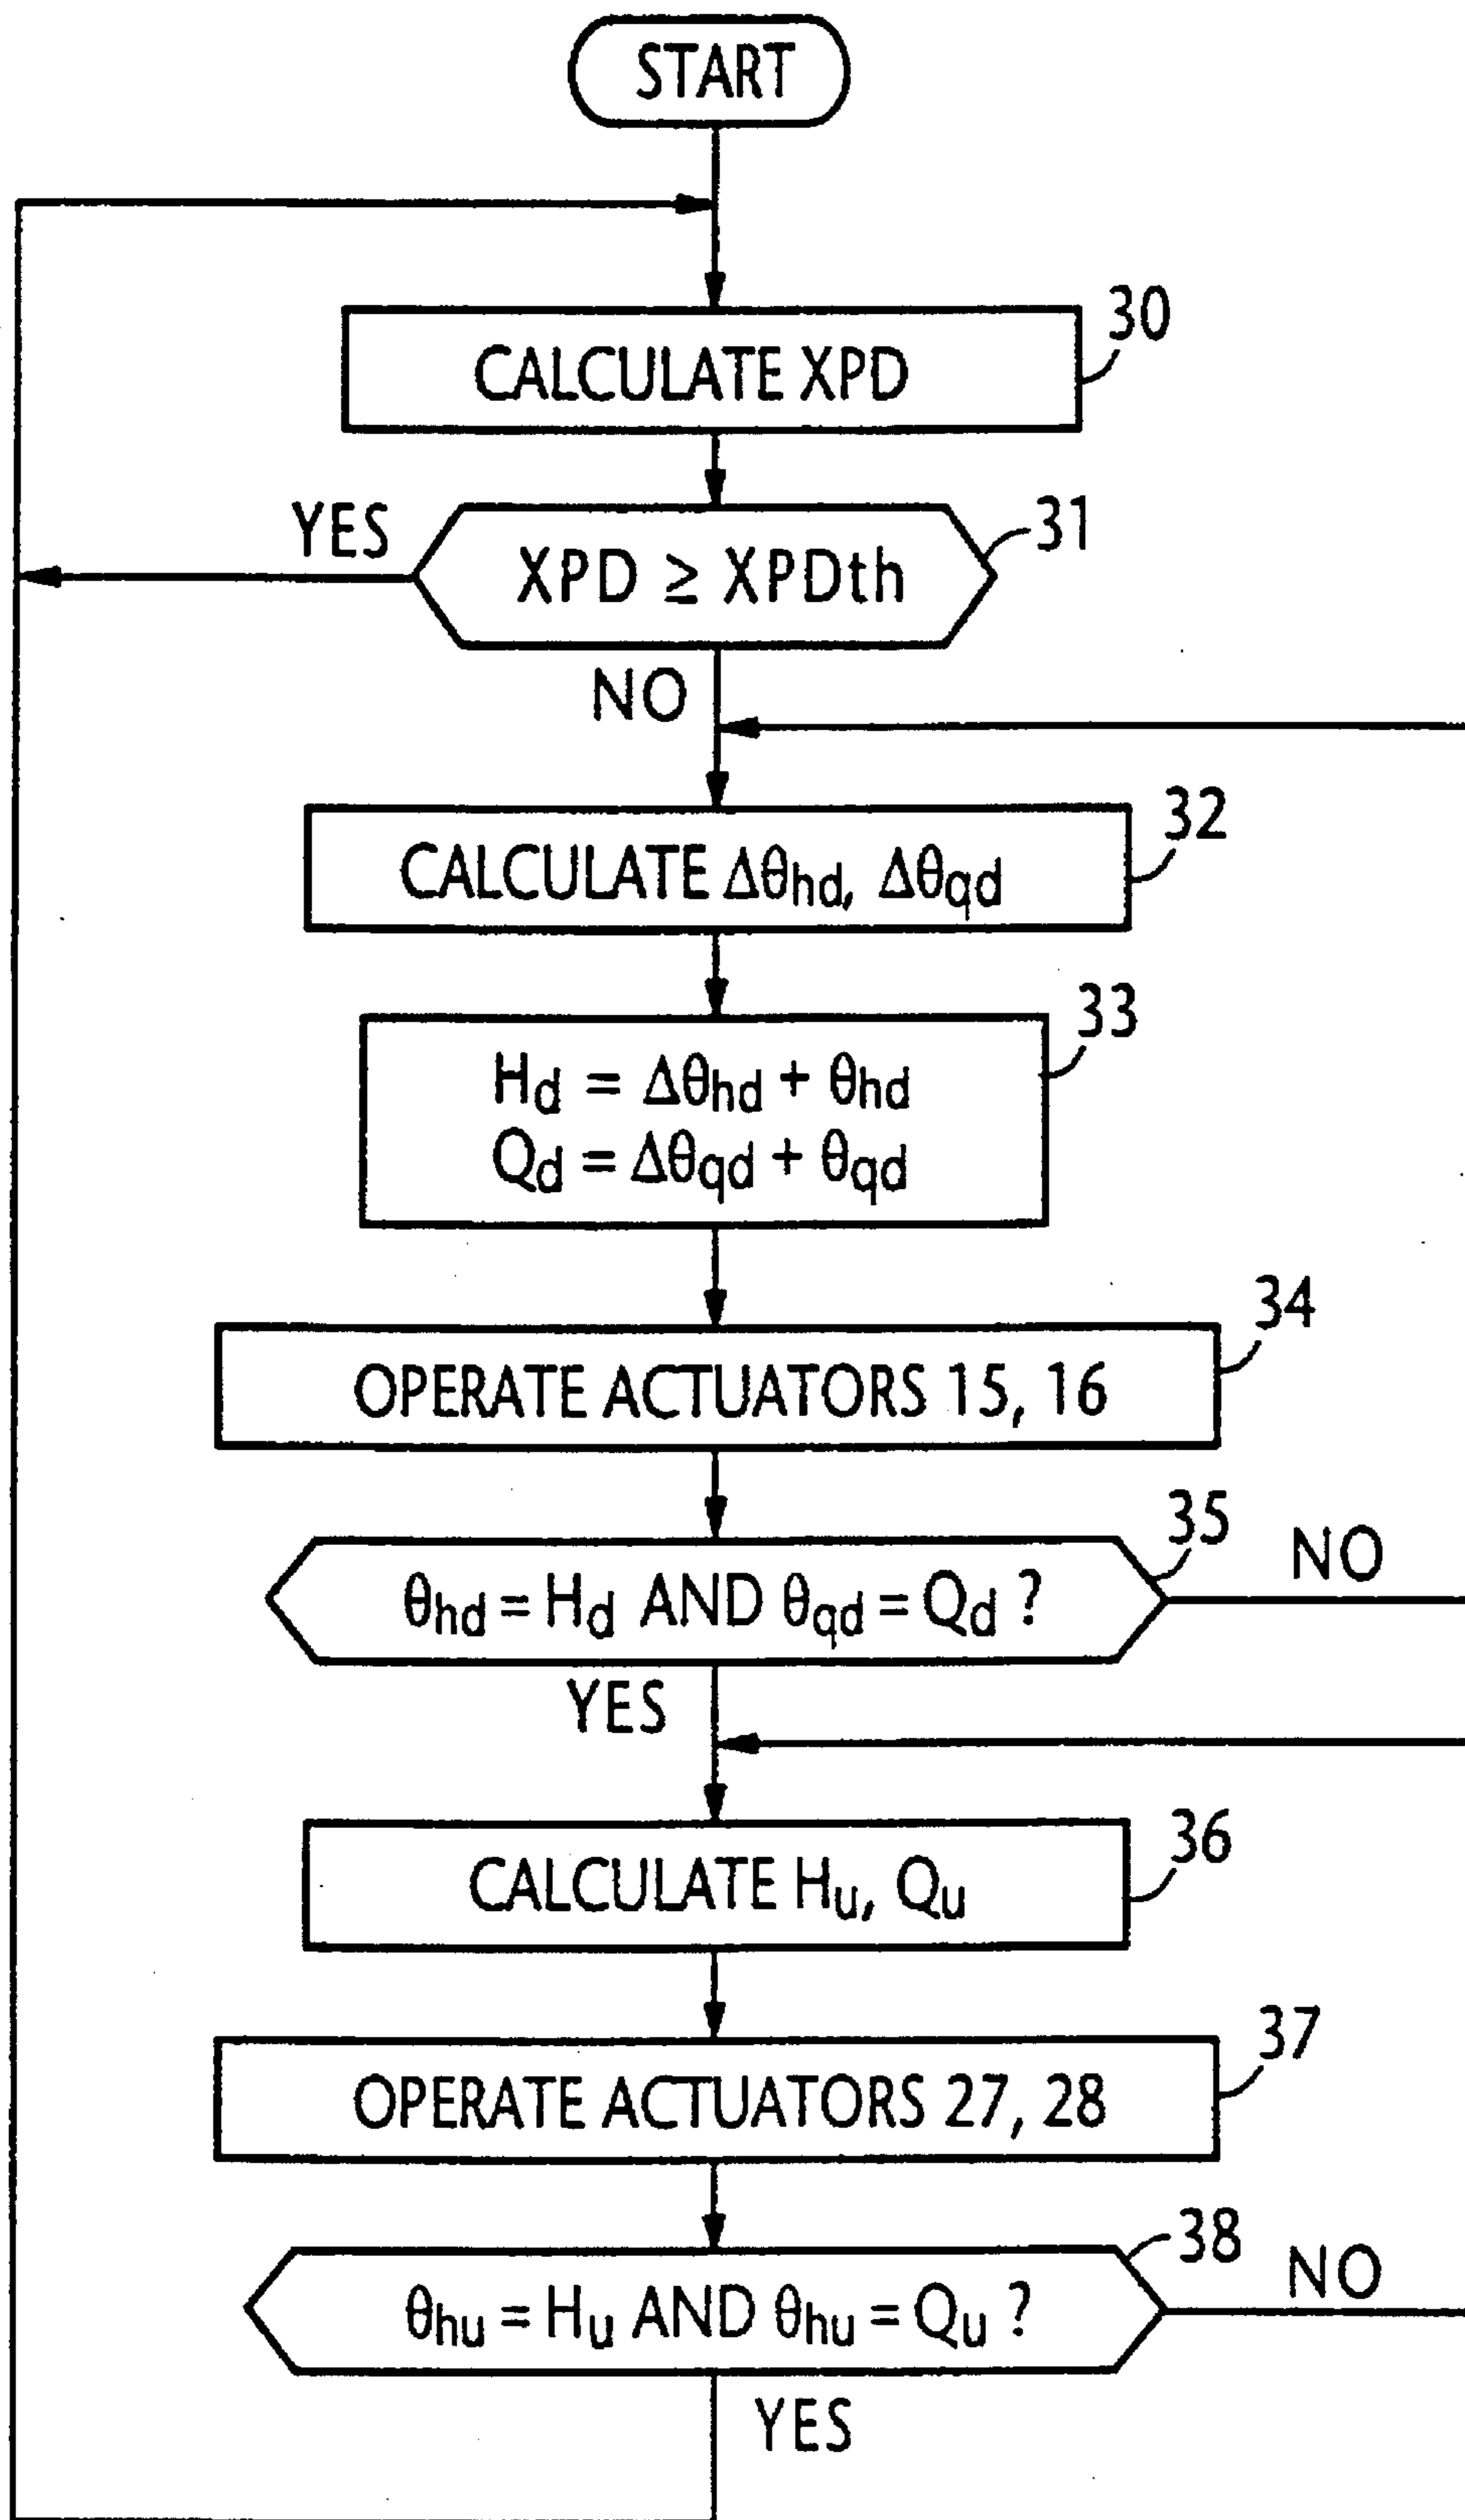 START
30
CALCULATE XPD
YES
31
XPD ≥ XPDth
NO
32
CALCULATE Δθhd, Δθqd
33
Hd = Δθhd + θhd
Qd = Δθqd + θqd
34
OPERATE ACTUATORS 15, 16
35
NO
θhd = Hd AND θqd = Qd ?
YES
36
CALCULATE Hu, Qu
37
OPERATE ACTUATORS 27, 28
38
NO
θhu = Hu AND θhu = Qu ?
YES